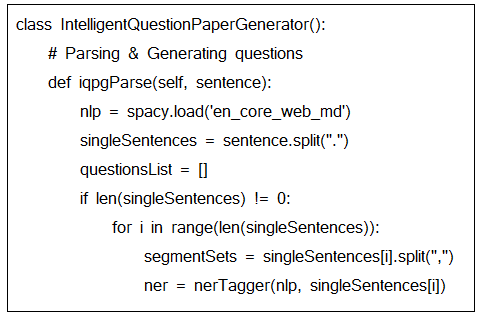 class IntelligentQuestionPaperGenerator():
# Parsing & Generating questions
def iqpgParse(self, sentence):
nlp = spacy.load('en_core_web_md')
singleSentences = sentence.split(".")
questionsList = []
if len(singleSentences) != 0:
for i in range(len(singleSentences)):
segmentSets = singleSentences[i].split(",")
ner = nerTagger(nlp, singleSentences[i])